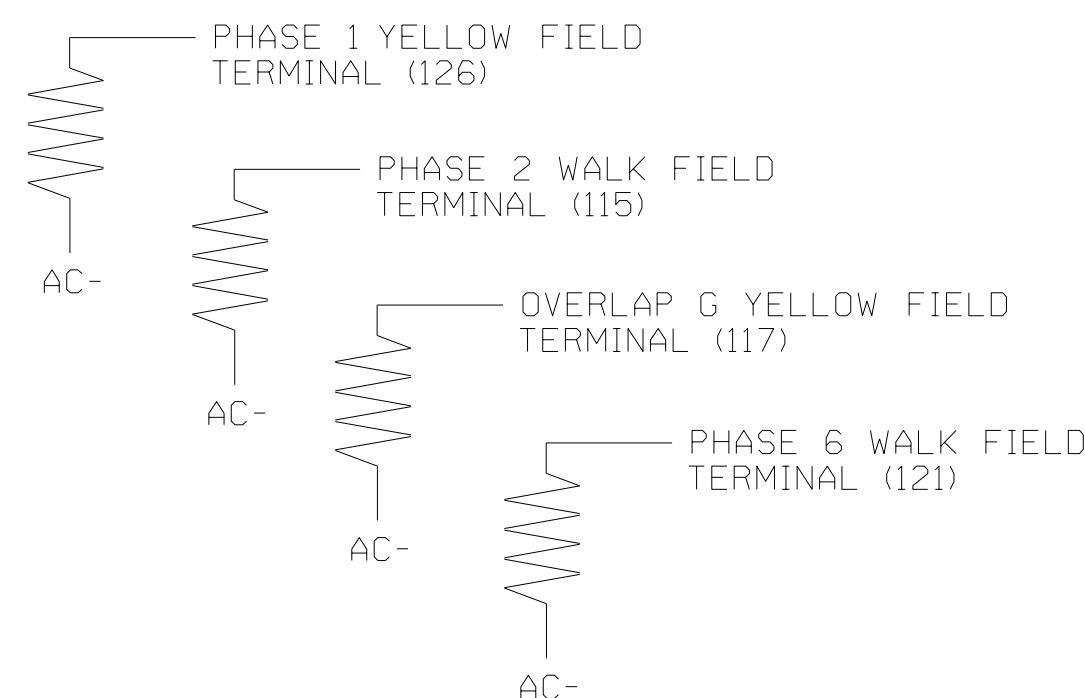 PHASE 1 YELLOW FIELD
TERMINAL (126)
AC-
PHASE 2 WALK FIELD
TERMINAL (115)
AC-
OVERLAP G YELLOW FIELD
TERMINAL (117)
AC-
PHASE 6 WALK FIELD
TERMINAL (121)
AC-